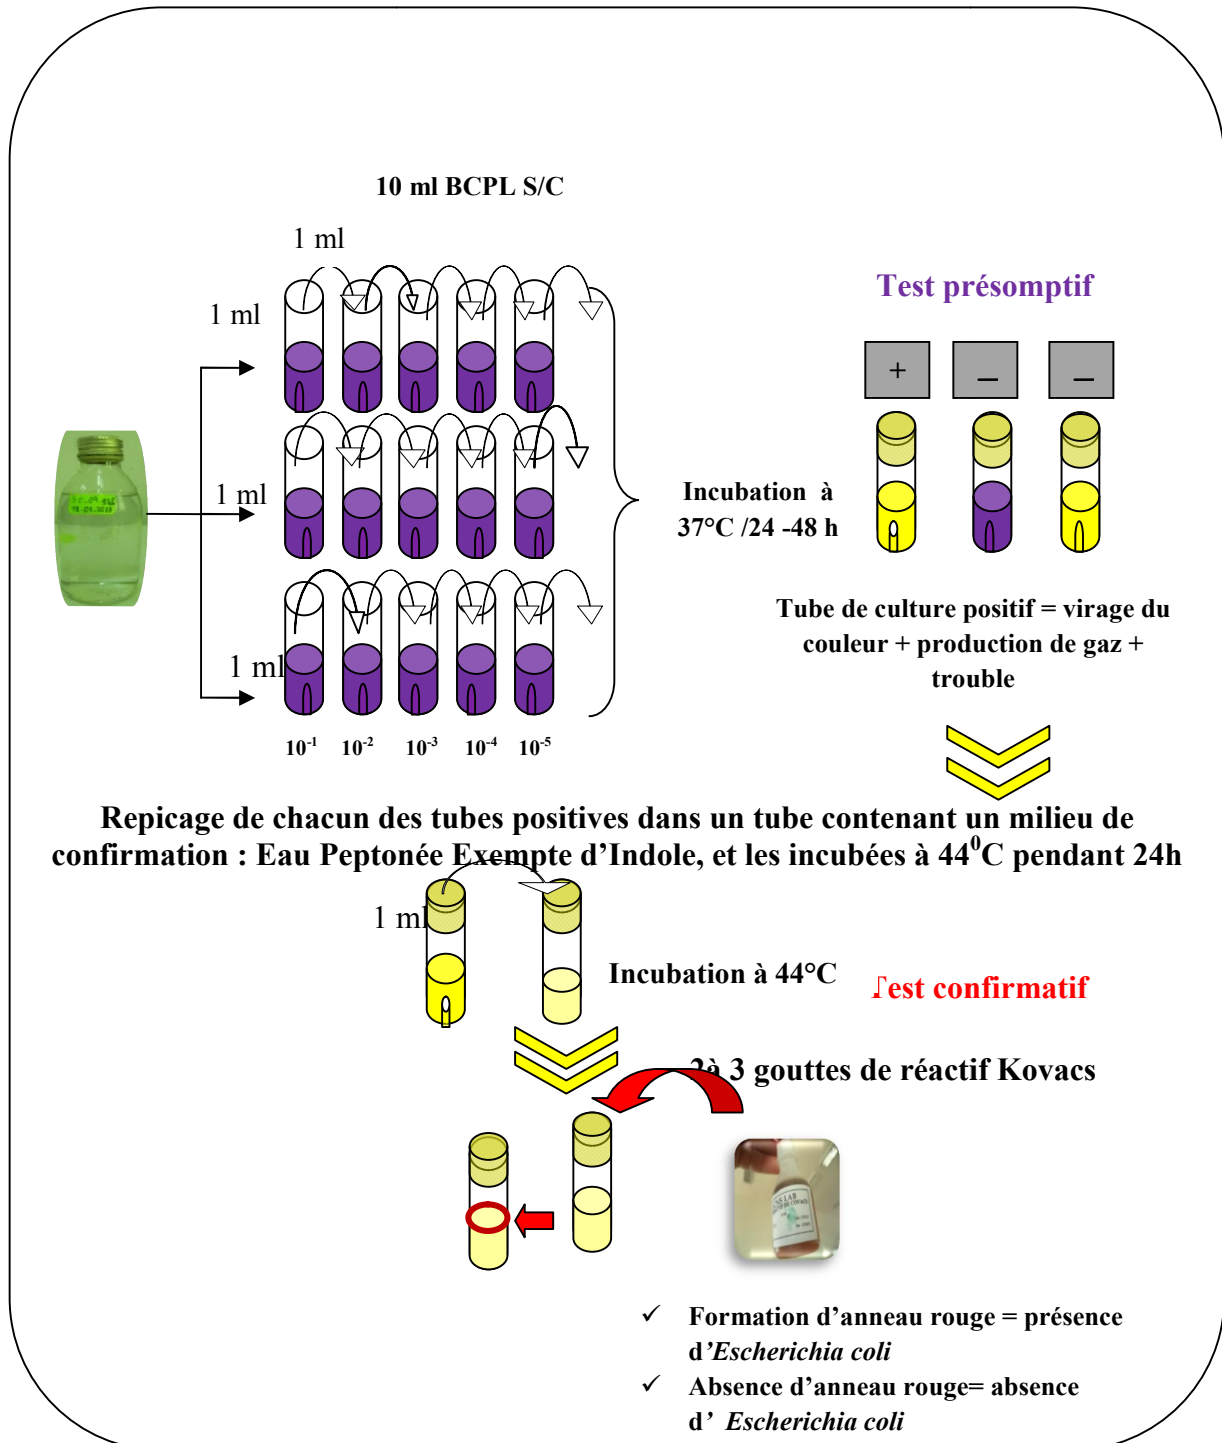 10 ml BCPL S/C
1 ml
1 ml
1 ml
1 ml
10⁻¹ 10⁻² 10⁻³ 10⁻⁴ 10⁻⁵
Incubation à
37°C /24 -48 h
Test présomptif
+ – –
Tube de culture positif = virage du
couleur + production de gaz +
trouble
Repicage de chacun des tubes positives dans un tube contenant un milieu de
confirmation : Eau Peptonée Exempte d’Indole, et les incubées à 44⁰C pendant 24h
1 ml
Incubation à 44°C
Test confirmatif
2à 3 gouttes de réactif Kovacs
LAB
✓ Formation d’anneau rouge = présence
d’Escherichia coli
✓ Absence d’anneau rouge= absence
d’ Escherichia coli